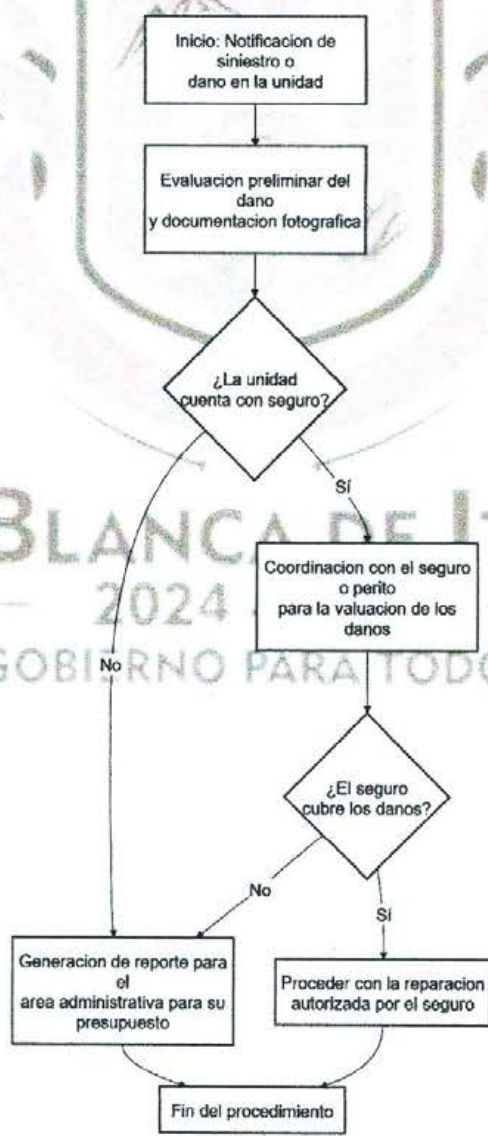 Inicio: Notificacion de
siniestro o
dano en la unidad
Evaluacion preliminar del
dano
y documentacion fotografica
¿La unidad
cuenta con seguro?
Sí
BLANCA DE
Coordinacion con el seguro
o perito
para la valuacion de los
danos
2024
No
GOBIERNO PARA TODO
¿El seguro
cubre los danos?
No
Sí
Generacion de reporte para
el
area administrativa para su
presupuesto
Proceder con la reparacion
autorizada por el seguro
Fin del procedimiento